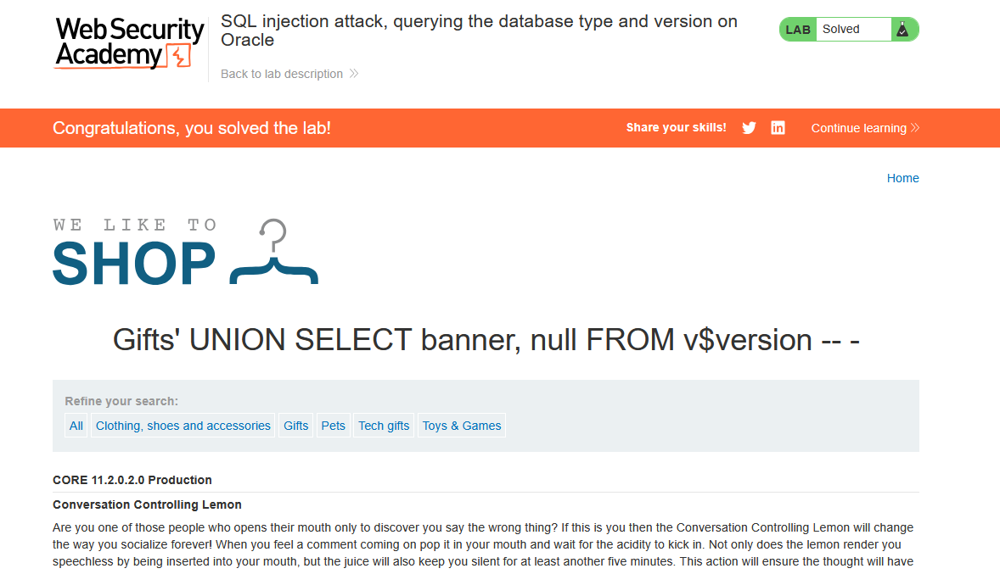 Web Security
Academy
SQL injection attack, querying the database type and version on
Oracle
Back to lab description
LAB Solved
Congratulations, you solved the lab!
Share your skills!
Continue learning
Home
WE LIKE TO
SHOP
Gifts' UNION SELECT banner, null FROM v$version -- -
Refine your search:
All Clothing, shoes and accessories Gifts Pets Tech gifts Toys & Games
CORE 11.2.0.2.0 Production
Conversation Controlling Lemon
Are you one of those people who opens their mouth only to discover you say the wrong thing? If this is you then the Conversation Controlling Lemon will change
the way you socialize forever! When you feel a comment coming on pop it in your mouth and wait for the acidity to kick in. Not only does the lemon render you
speechless by being inserted into your mouth, but the juice will also keep you silent for at least another five minutes. This action will ensure the thought will have